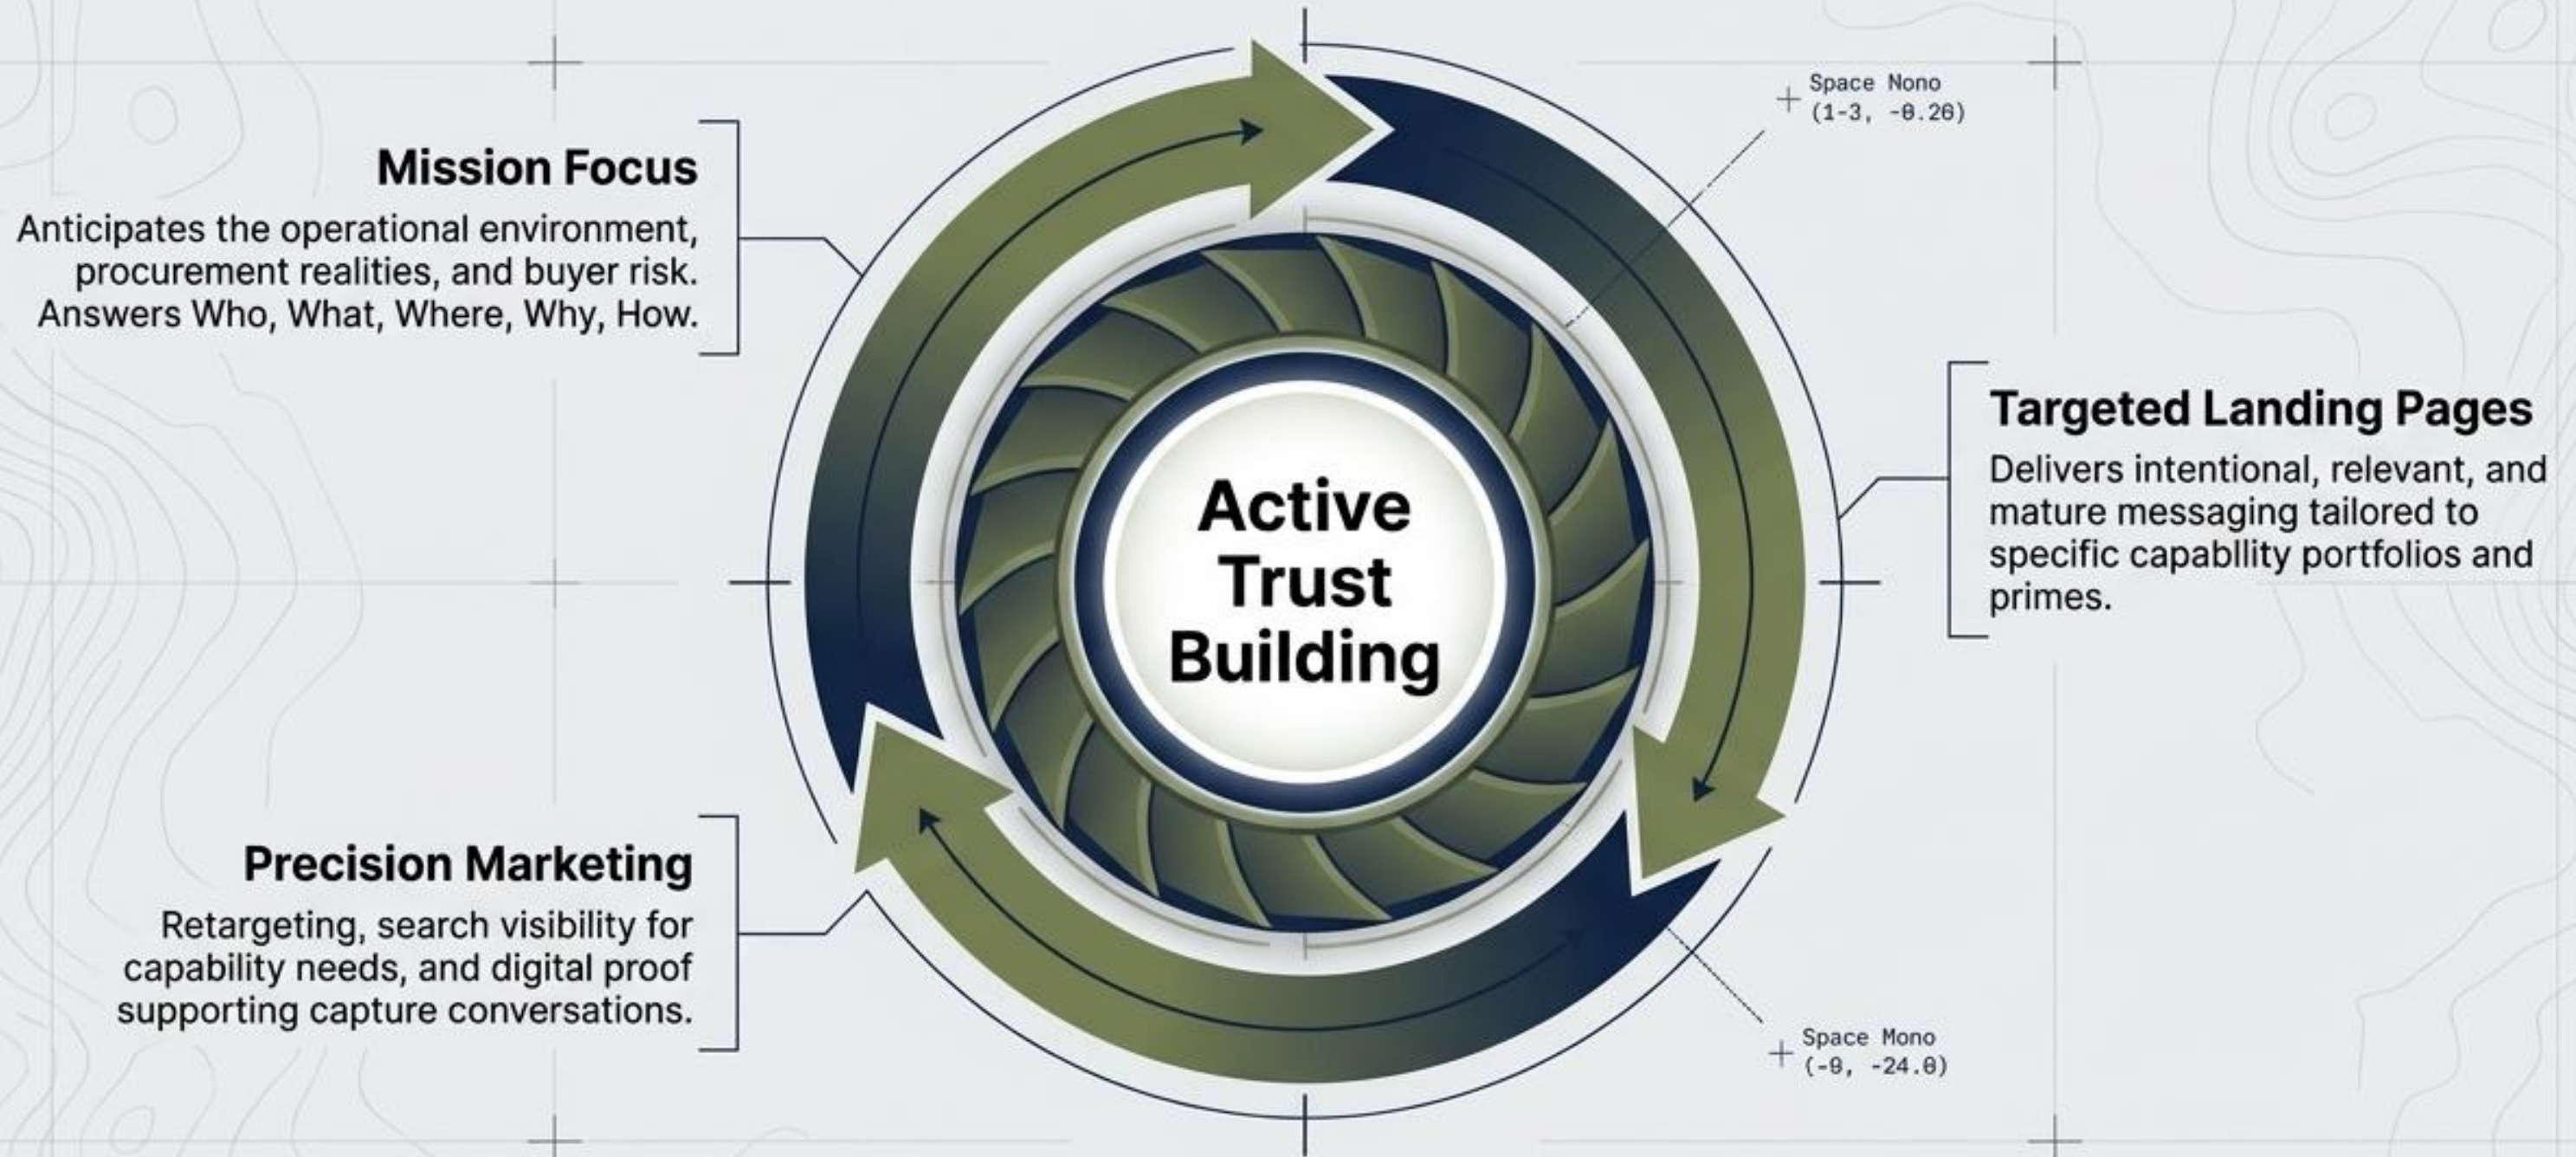 Mission Focus
Anticipates the operational environment,
procurement realities, and buyer risk.
Answers Who, What, Where, Why, How.
Space Nono
(1-3, -0.20)
Active
Trust
Building
Targeted Landing Pages
Delivers intentional, relevant, and
mature messaging tailored to
specific capabllity portfolios and
primes.
Precision Marketing
Retargeting, search visibility for
capability needs, and digital proof
supporting capture conversations.
Space Mono
(-9, -24.0)